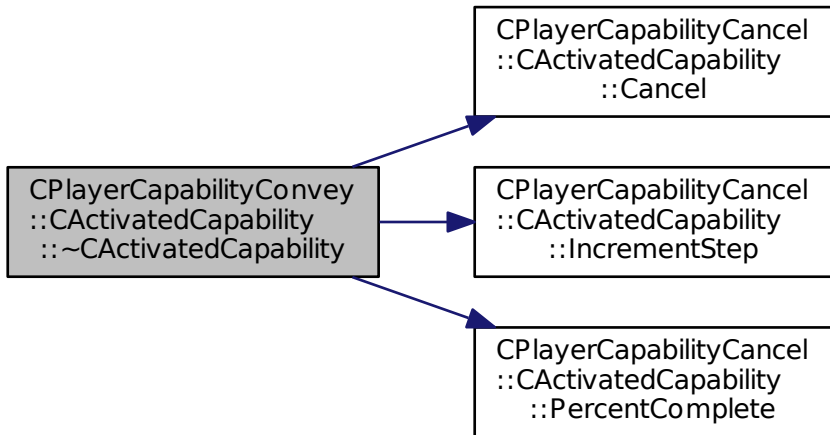 CPlayerCapabilityConvey
::CActivatedCapability
::~CActivatedCapability
CPlayerCapabilityCancel
::CActivatedCapability
::Cancel
CPlayerCapabilityCancel
::CActivatedCapability
::IncrementStep
CPlayerCapabilityCancel
::CActivatedCapability
::PercentComplete